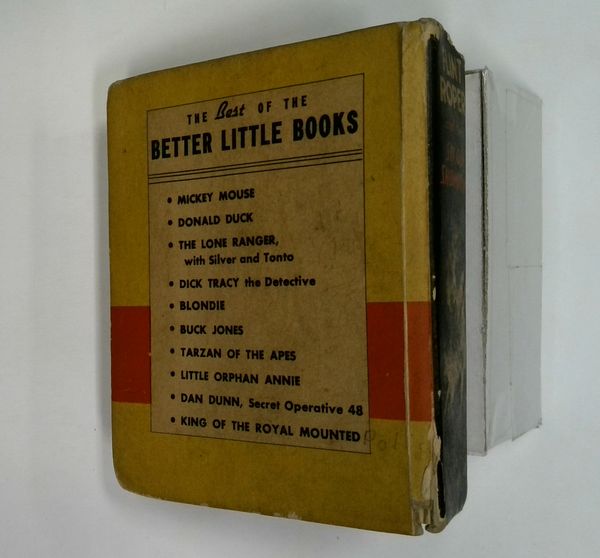 THE Best OF THE
BETTER LITTLE BOOKS
• MICKEY MOUSE
• DONALD DUCK
• THE LONE RANGER,
with Silver and Tonto
• DICK TRACY the Detective
• BLONDIE
• BUCK JONES
• TARZAN OF THE APES
• LITTLE ORPHAN ANNIE
• DAN DUNN, Secret Operative 48
• KING OF THE ROYAL MOUNTED
ROPER